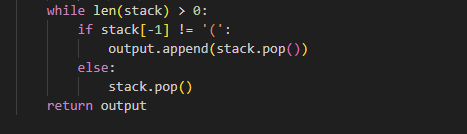 while len(stack) > 0:
    if stack[-1] != '(':
        output.append(stack.pop())
    else:
        stack.pop()
return output